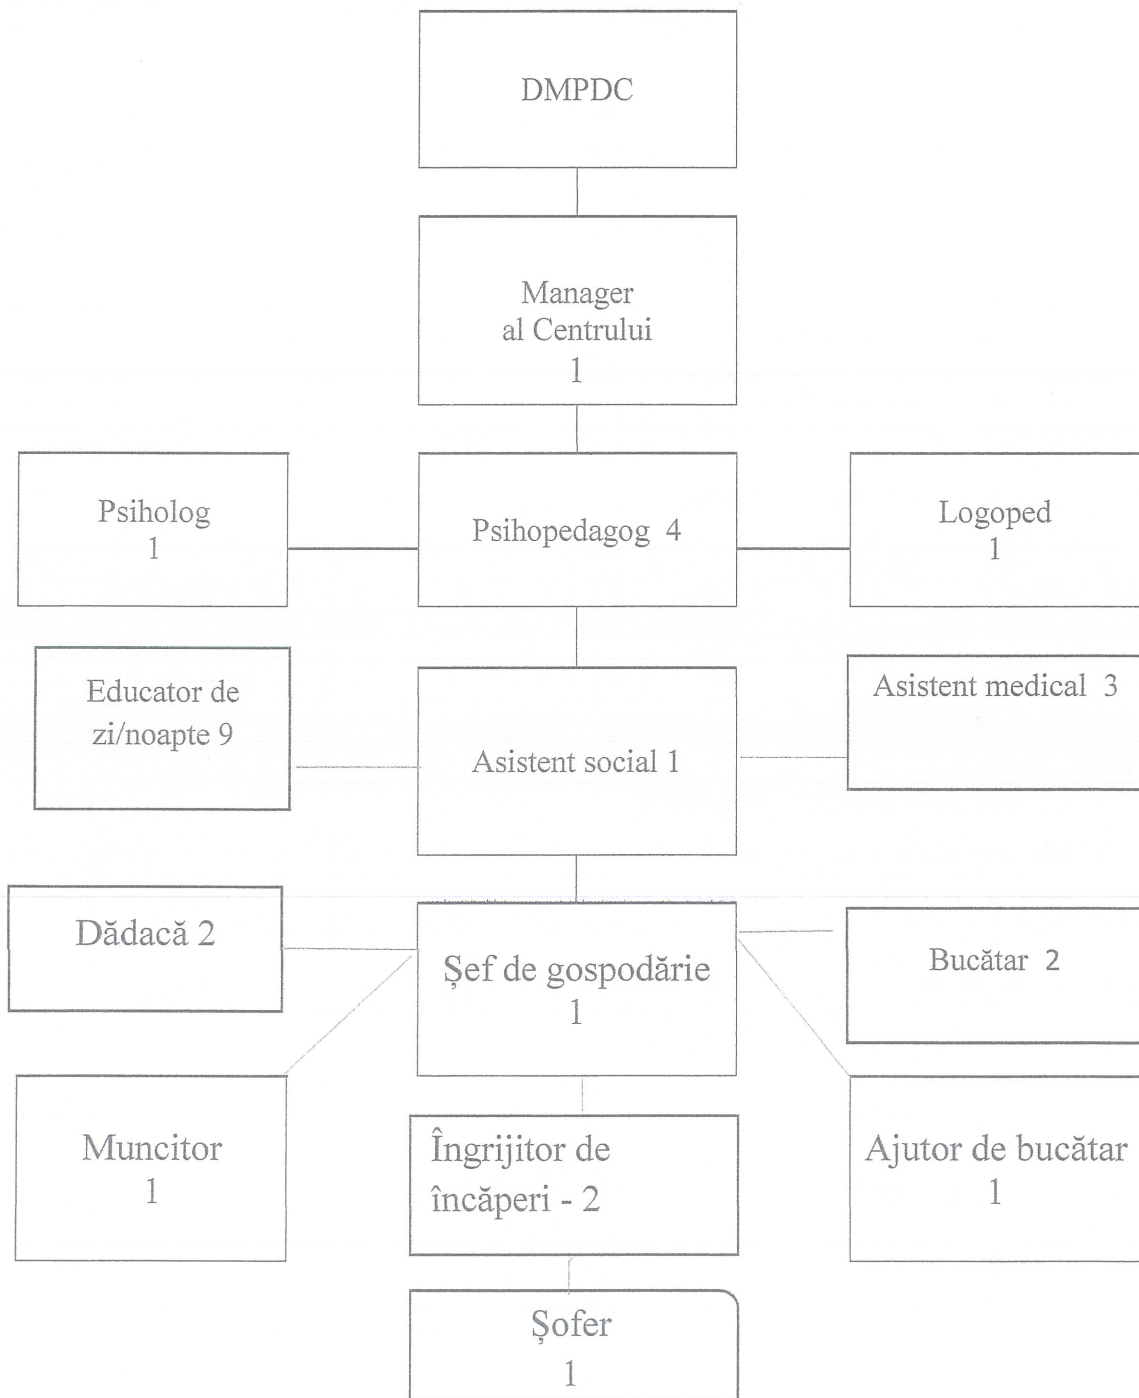 DMPDC
Manager
al Centrului
1
Psiholog
1
Psihopedagog 4
Logoped
1
Educator de
zi/noapte 9
Asistent social 1
Asistent medical 3
Dădacă 2
Șef de gospodărie
1
Bucătar 2
Muncitor
1
Îngrijitor de
încăperi - 2
Ajutor de bucătar
1
Șofer
1